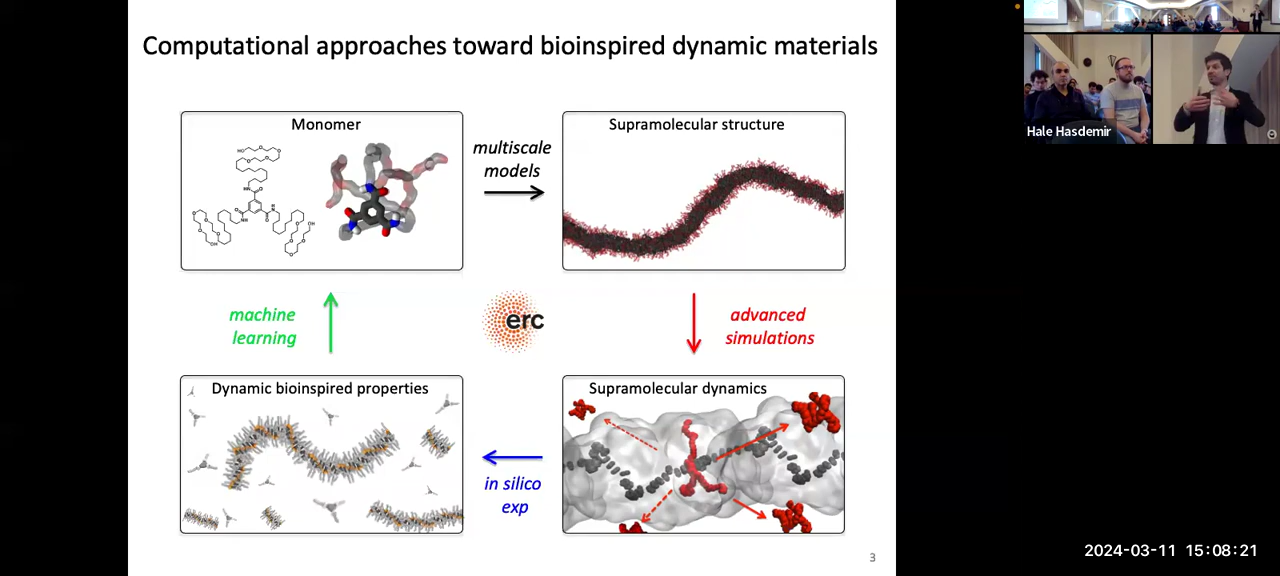 Computational approaches toward bioinspired dynamic materials
Monomer
multiscale
models
Supramolecular structure
machine
learning
erc
advanced
simulations
Dynamic bioinspired properties
in silico
exp
Supramolecular dynamics
3
Hale Hasdemir
2024-03-11 15:08:21